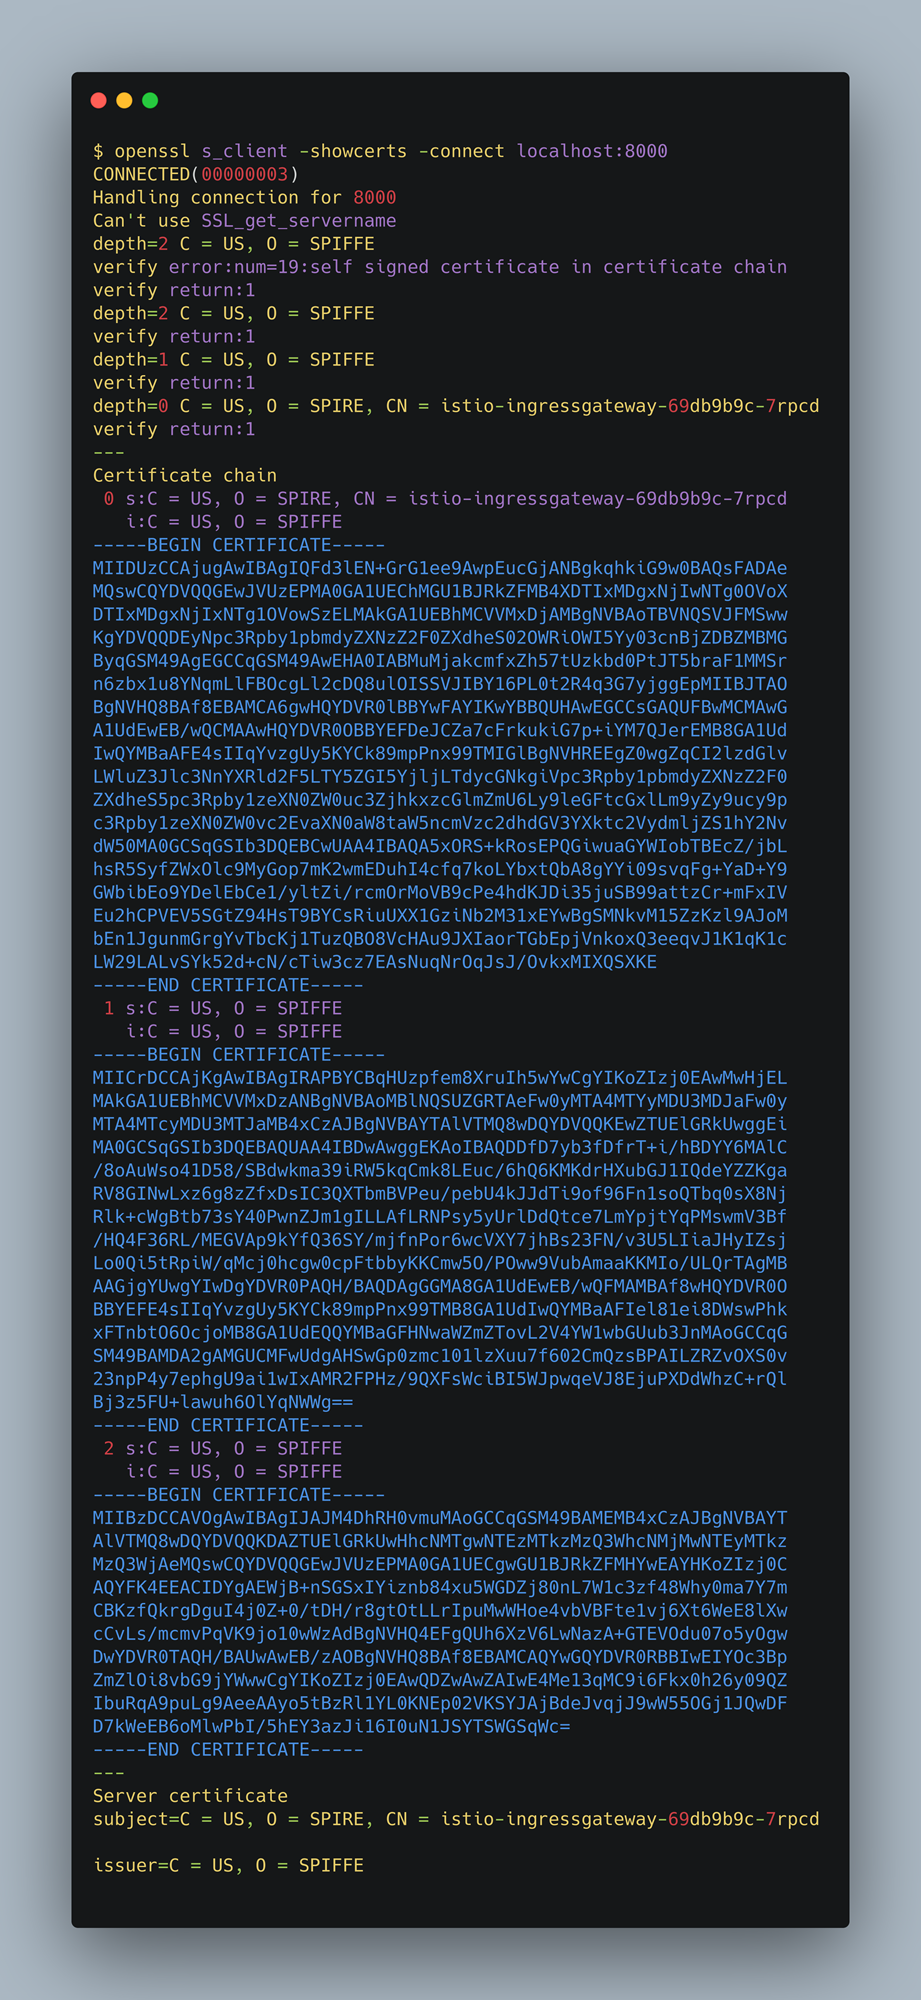 $ openssl s_client -showcerts -connect localhost:8000
CONNECTED(00000003)
Handling connection for 8000
Can't use SSL_get_servername
depth=2 C = US, O = SPIFFE
verify error:num=19:self signed certificate in certificate chain
verify return:1
depth=2 C = US, O = SPIFFE
verify return:1
depth=1 C = US, O = SPIFFE
verify return:1
depth=0 C = US, O = SPIRE, CN = istio-ingressgateway-69db9b9c-7rpcd
verify return:1
---
Certificate chain
0 s:C = US, O = SPIRE, CN = istio-ingressgateway-69db9b9c-7rpcd
i:C = US, O = SPIFFE
-----BEGIN CERTIFICATE-----
MIIDUzCCAjugAwIBAgIQFd3lEN+GrG1ee9AwpEucGjANBgkqhkiG9w0BAQsFADAe
MQswCQYDVQQGEwJVUzEPMA0GA1UEChMGU1BJRkZFMB4XDTIxMDgxNjIwNTg0OVoX
DTIxMDgxNjIxNTg1OVowSzELMAkGA1UEBhMCVVMxDjAMBgNVBAoTBVNQSVJFMSww
KgYDVQQDEyNpc3Rpby1pbmdyZXNzZ2F0ZXdheS02OWRiOWI5Yy03cnBjZDBZMBMG
ByqGSM49AgEGCCqGSM49AwEHA0IABMuMjakcmfxZh57tUzkbd0PtJT5braF1MMSr
n6zbx1u8YNqmLlFBOcgLl2cDQ8ulOISSVJIBY16PL0t2R4q3G7yjggEpMIIBJTAO
BgNVHQ8BAf8EBAMCA6gwHQYDVR0lBBYwFAYIKwYBBQUHAwEGCCsGAQUFBwMCMAwG
A1UdEwEB/wQCMAAwHQYDVR0OBBYEFDeJCZa7cFrkukiG7p+iYM7QJerEMB8GA1Ud
IwQYMBaAFE4sIIqYvzgUy5KYCk89mpPnx99TMIGlBgNVHREEgZ0wgZqCI2lzdGlv
LWluZ3Jlc3NnYXRld2F5LTY5ZGI5YjljLTdycGNkgiVpc3Rpby1pbmdyZXNzZ2F0
ZXdheS5pc3Rpby1zeXN0ZW0uc3ZjhkxzcGlmZmU6Ly9leGFtcGxlLm9yZy9ucy9p
c3Rpby1zeXN0ZW0vc2EvaXN0aW8taW5ncmVzc2dhdGV3YXktc2VydmljZS1hY2Nv
dW50MA0GCSqGSIb3DQEBCwUAA4IBAQA5xORS+kRosEPQGiwuaGYWIobTBEcZ/jbL
hsR5SyfZWxOlc9MyGop7mK2wmEDuhI4cfq7koLYbxtQbA8gYYi09svqFg+YaD+Y9
GWbibEo9YDelEbCe1/yltZi/rcmOrMoVB9cPe4hdKJDi35juSB99attzCr+mFxIV
Eu2hCPVEV5SGtZ94HsT9BYCsRiuUXX1GziNb2M31xEYwBgSMNkvM15ZzKzl9AJoM
bEn1JgunmGrgYvTbcKj1TuzQBO8VcHAu9JXIaorTGbEpjVnkoxQ3eeqvJ1K1qK1c
LW29LALvSYk52d+cN/cTiw3cz7EAsNuqNrOqJsJ/OvkxMIXQSXKE
-----END CERTIFICATE-----
1 s:C = US, O = SPIFFE
i:C = US, O = SPIFFE
-----BEGIN CERTIFICATE-----
MIICrDCCAjKgAwIBAgIRAPBYCBqHUzpfem8XruIh5wYwCgYIKoZIzj0EAwMwHjEL
MAkGA1UEBhMCVVMxDzANBgNVBAoMBlNQSUZGRTAeFw0yMTA4MTYyMDU3MDJaFw0y
MTA4MTcyMDU3MTJaMB4xCzAJBgNVBAYTAlVTMQ8wDQYDVQQKEwZTUElGRkUwggEi
MA0GCSqGSIb3DQEBAQUAA4IBDwAwggEKAoIBAQDDfD7yb3fDfrT+i/hBDYY6MAlC
/8oAuWso41D58/SBdwkma39iRW5kqCmk8LEuc/6hQ6KMKdrHXubGJ1IQdeYZZKga
RV8GINwLxz6g8zZfxDsIC3QXTbmBVPeu/pebU4kJJdTi9of96Fn1soQTbq0sX8Nj
Rlk+cWgBtb73sY40PwnZJm1gILLAfLRNPsy5yUrlDdQtce7LmYpjtYqPMswmV3Bf
/HQ4F36RL/MEGVAp9kYfQ36SY/mjfnPor6wcVXY7jhBs23FN/v3U5LIiaJHyIZsj
Lo0Qi5tRpiW/qMcj0hcgw0cpFtbbyKKCmw5O/POww9VubAmaaKKMIo/ULQrTAgMB
AAGjgYUwgYIwDgYDVR0PAQH/BAQDAgGGMA8GA1UdEwEB/wQFMAMBAf8wHQYDVR0O
BBYEFE4sIIqYvzgUy5KYCk89mpPnx99TMB8GA1UdIwQYMBaAFIel81ei8DWswPhk
xFTnbtO6OcjoMB8GA1UdEQQYMBaGFHNwaWZmZTovL2V4YW1wbGUub3JnMAoGCCqG
SM49BAMDA2gAMGUCMFwUdgAHSwGp0zmc101lzXuu7f602CmQzsBPAILZRZvOXS0v
23npP4y7ephgU9ai1wIxAMR2FPHz/9QXFsWciBI5WJpwqeVJ8EjuPXDdWhzC+rQl
Bj3z5FU+lawuh6OlYqNWWg==
-----END CERTIFICATE-----
2 s:C = US, O = SPIFFE
i:C = US, O = SPIFFE
-----BEGIN CERTIFICATE-----
MIIBzDCCAVOgAwIBAgIJAJM4DhRH0vmuMAoGCCqGSM49BAMEMB4xCzAJBgNVBAYT
AlVTMQ8wDQYDVQQKDAZTUElGRkUwHhcNMTgwNTEzMTkzMzQ3WhcNMjMwNTEyMTkz
MzQ3WjAeMQswCQYDVQQGEwJVUzEPMA0GA1UECgwGU1BJRkZFMHYwEAYHKoZIzj0C
AQYFK4EEACIDYgAEWjB+nSGSxIYiznb84xu5WGDZj80nL7W1c3zf48Why0ma7Y7m
CBKzfQkrgDguI4j0Z+0/tDH/r8gtOtLLrIpuMwWHoe4vbVBFte1vj6Xt6WeE8lXw
cCvLs/mcmvPqVK9jo10wWzAdBgNVHQ4EFgQUh6XzV6LwNazA+GTEVOdu07o5yOgw
DwYDVR0TAQH/BAUwAwEB/zAOBgNVHQ8BAf8EBAMCAQYwGQYDVR0RBBIwEIYOc3Bp
ZmZlOi8vbG9jYWwwCgYIKoZIzj0EAwQDZwAwZAIwE4Me13qMC9i6Fkx0h26y09QZ
IbuRqA9puLg9AeeAAyo5tBzRl1YL0KNEp02VKSYJAjBdeJvqjJ9wW55OGj1JQwDF
D7kWeEB6oMlwPbI/5hEY3azJi16I0uN1JSYTSWGSqWc=
-----END CERTIFICATE-----
---
Server certificate
subject=C = US, O = SPIRE, CN = istio-ingressgateway-69db9b9c-7rpcd
issuer=C = US, O = SPIFFE